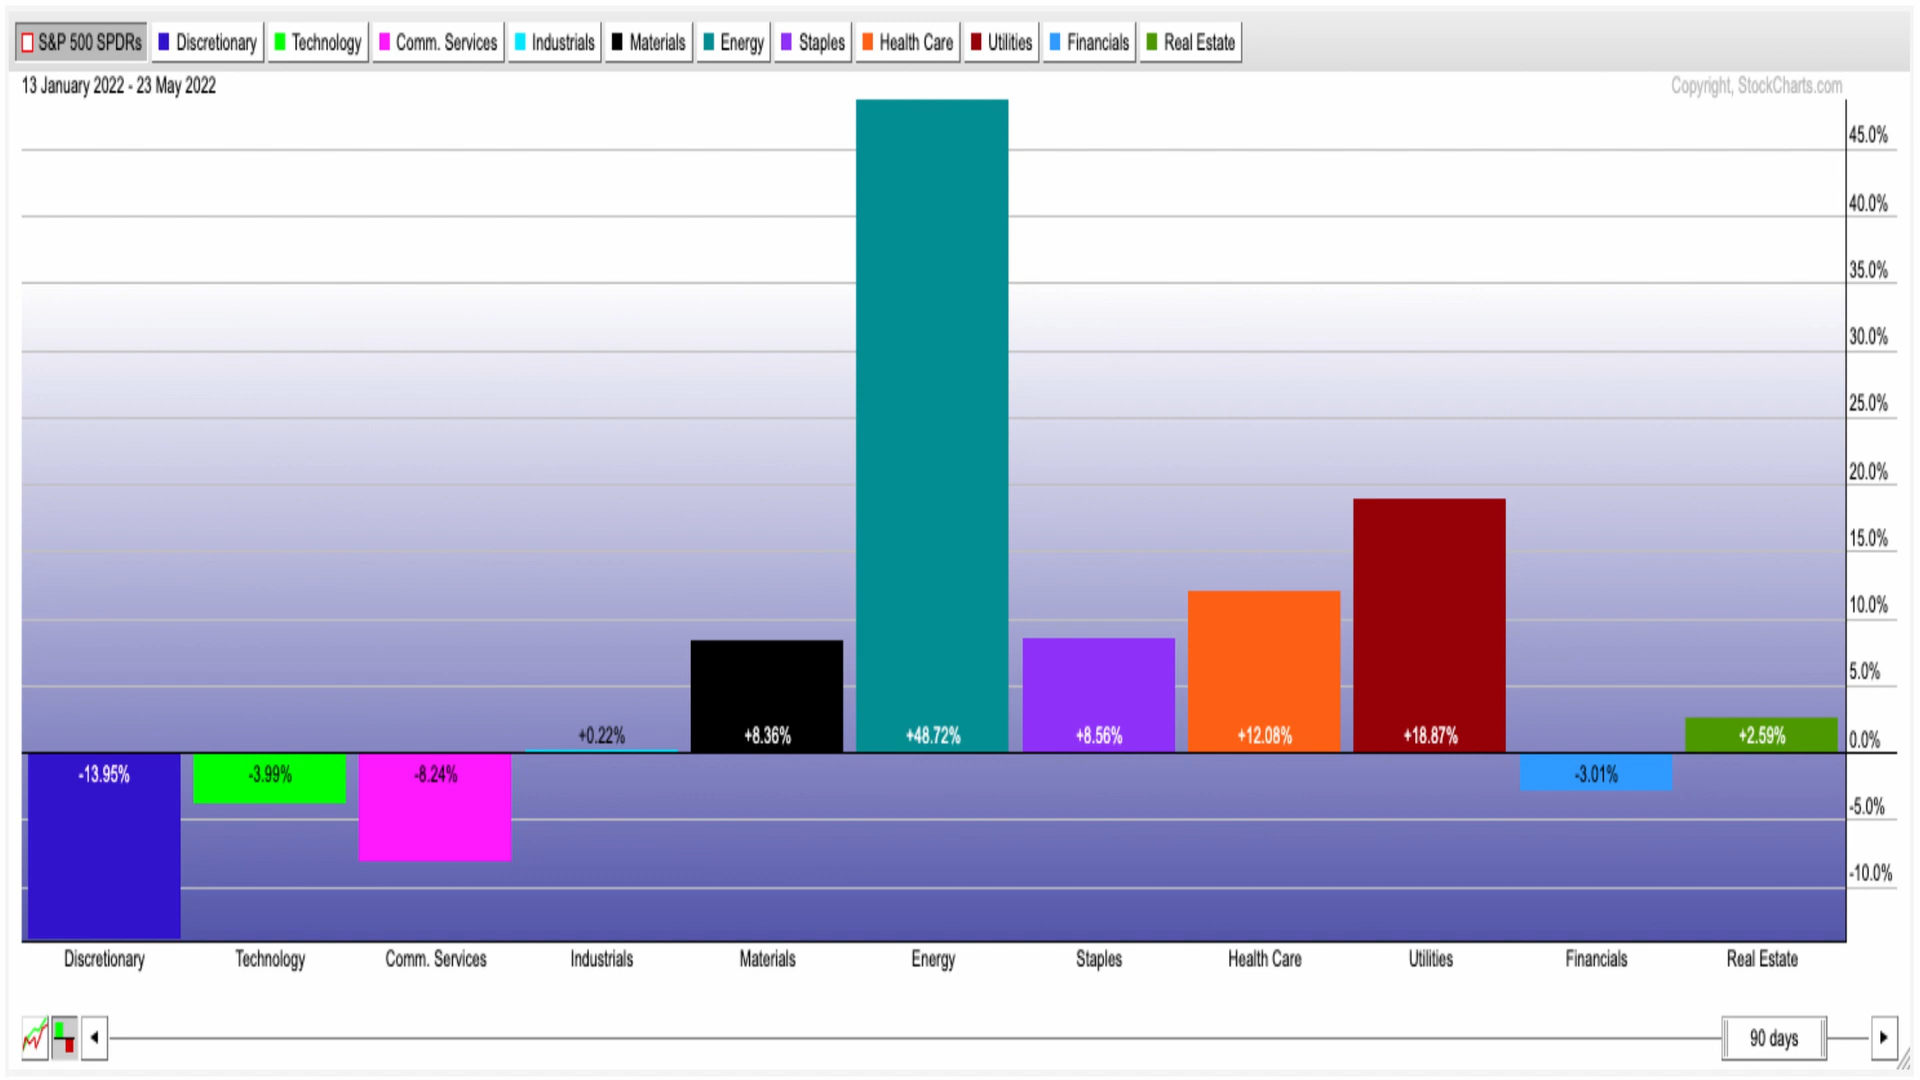 S&P 500 SPDRs Discretionary Technology Comm. Services Industrials Materials Energy Staples Health Care Utilities Financials Real Estate
13 January 2022 - 23 May 2022
Copyright, StockCharts.com
45.0%
40.0%
35.0%
30.0%
25.0%
20.0%
15.0%
10.0%
5.0%
0.0%
-5.0%
-10.0%
+0.22% +8.36% +48.72% +8.56% +12.08% +18.87% +2.59%
-13.95% -3.99% -8.24% -3.01%
Discretionary Technology Comm. Services Industrials Materials Energy Staples Health Care Utilities Financials Real Estate
90 days